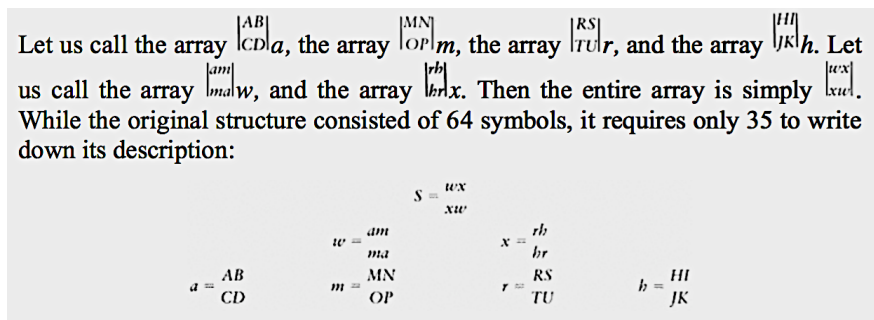 Let us call the array |AB CD| a, the array |MN OP| m, the array |RS TU| r, and the array |HI JK| h. Let
us call the array |am ma| w, and the array |rh hr| x. Then the entire array is simply |wx xw|.
While the original structure consisted of 64 symbols, it requires only 35 to write
down its description:
S = wx
xw
w = am x = rh
ma hr
a = AB m = MN r = RS h = HI
CD OP TU JK